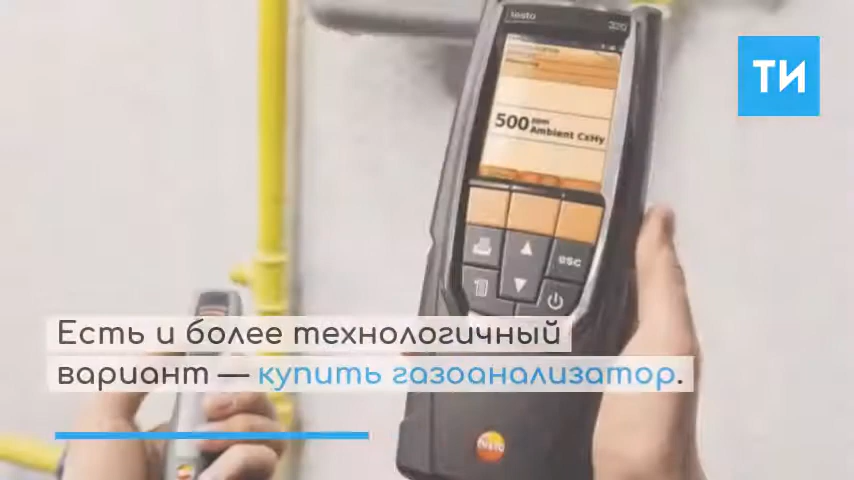 testo
ТИ
500 ppm
Ambient CxHy
esc
Есть и более технологичный
вариант — купить газоанализатор.
testo